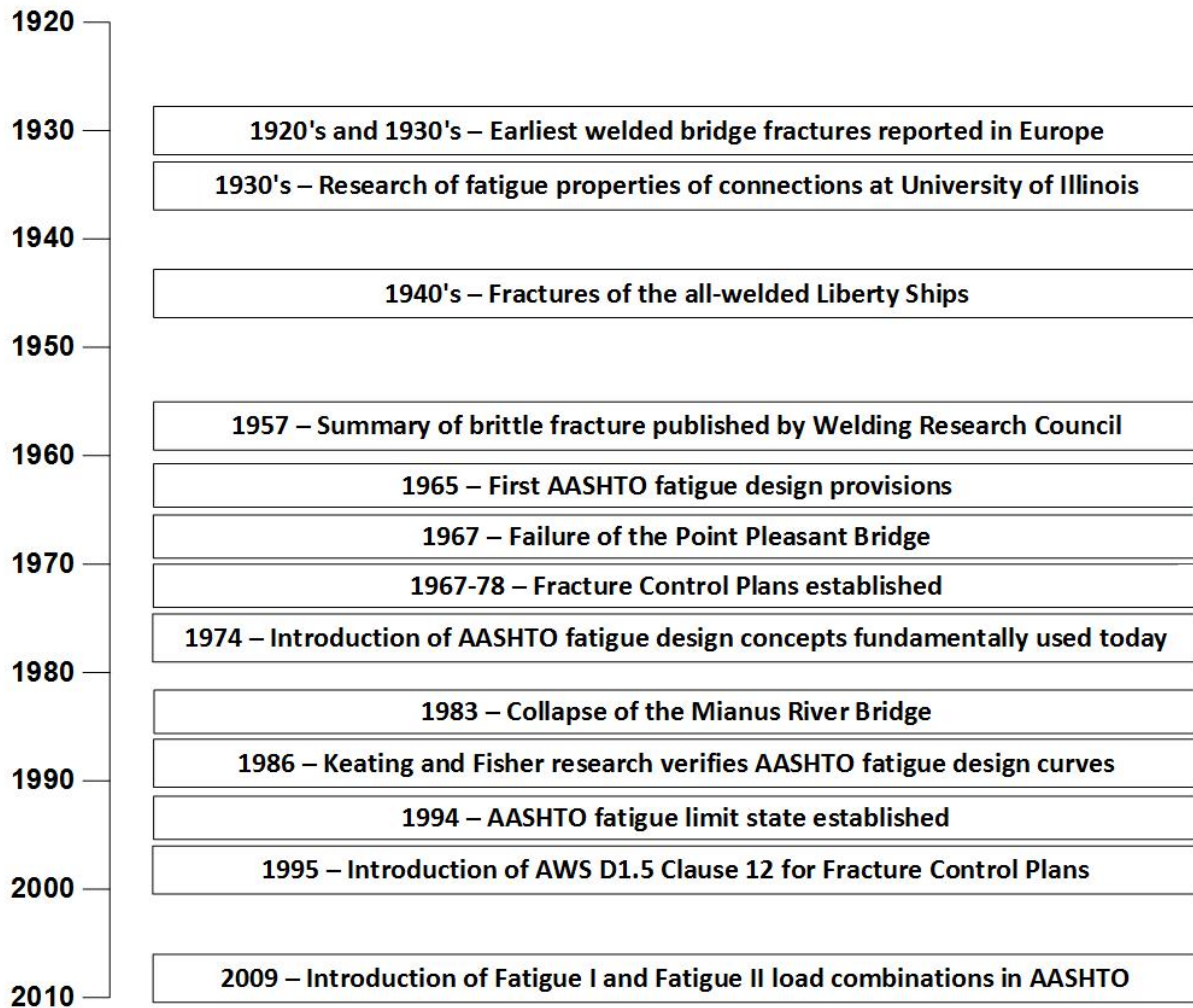 1920
1930
1920's and 1930's – Earliest welded bridge fractures reported in Europe
1930's – Research of fatigue properties of connections at University of Illinois
1940
1940's – Fractures of the all-welded Liberty Ships
1950
1957 – Summary of brittle fracture published by Welding Research Council
1960
1965 – First AASHTO fatigue design provisions
1967 – Failure of the Point Pleasant Bridge
1970
1967-78 – Fracture Control Plans established
1974 – Introduction of AASHTO fatigue design concepts fundamentally used today
1980
1983 – Collapse of the Mianus River Bridge
1986 – Keating and Fisher research verifies AASHTO fatigue design curves
1990
1994 – AASHTO fatigue limit state established
1995 – Introduction of AWS D1.5 Clause 12 for Fracture Control Plans
2000
2009 – Introduction of Fatigue I and Fatigue II load combinations in AASHTO
2010